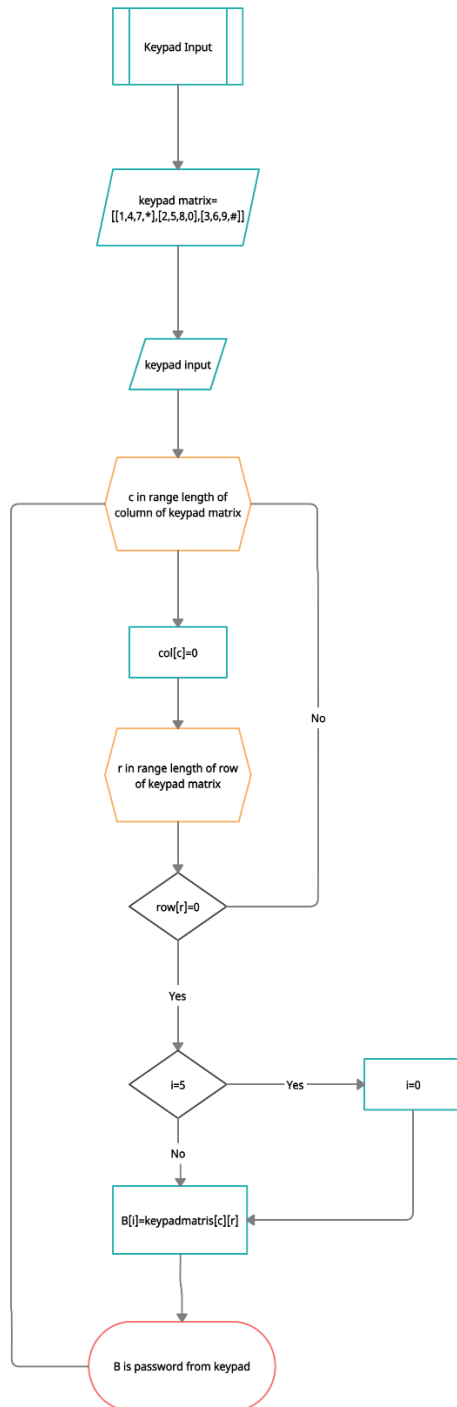 Keypad Input
keypad matrix=
[[1,4,7,*],[2,5,8,0],[3,6,9,#]]
keypad input
c in range length of
column of keypad matrix
col[c]=0
No
r in range length of row
of keypad matrix
row[r]=0
Yes
i=5
Yes
i=0
No
B[i]=keypadmatris[c][r]
B is password from keypad